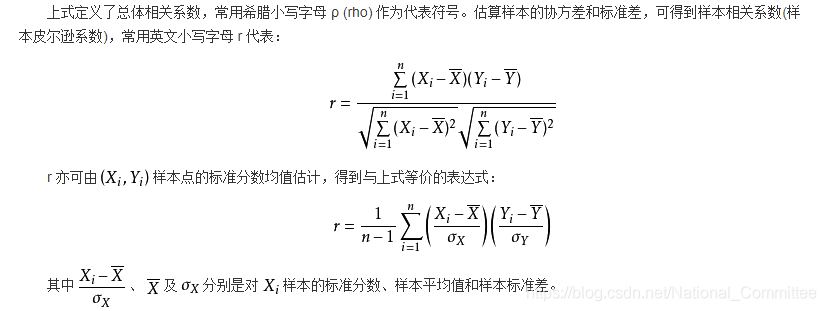 上式定义了总体相关系数，常用希腊小写字母 ρ (rho) 作为代表符号。估算样本的协方差和标准差，可得到样本相关系数(样
本皮尔逊系数)，常用英文小写字母 r 代表：
r = \frac{\sum_{i=1}^{n}(X_i - \overline{X})(Y_i - \overline{Y})}{\sqrt{\sum_{i=1}^{n}(X_i - \overline{X})^2}\sqrt{\sum_{i=1}^{n}(Y_i - \overline{Y})^2}}
r 亦可由 (X_i, Y_i) 样本点的标准分数均值估计，得到与上式等价的表达式：
r = \frac{1}{n-1}\sum_{i=1}^{n}\left(\frac{X_i - \overline{X}}{σ_X}\right)\left(\frac{Y_i - \overline{Y}}{σ_Y}\right)
其中 \frac{X_i - \overline{X}}{σ_X} 、 \overline{X} 及 σ_X 分别是对 X_i 样本的标准分数、样本平均值和样本标准差。
https://blog.csdn.net/National_Committee